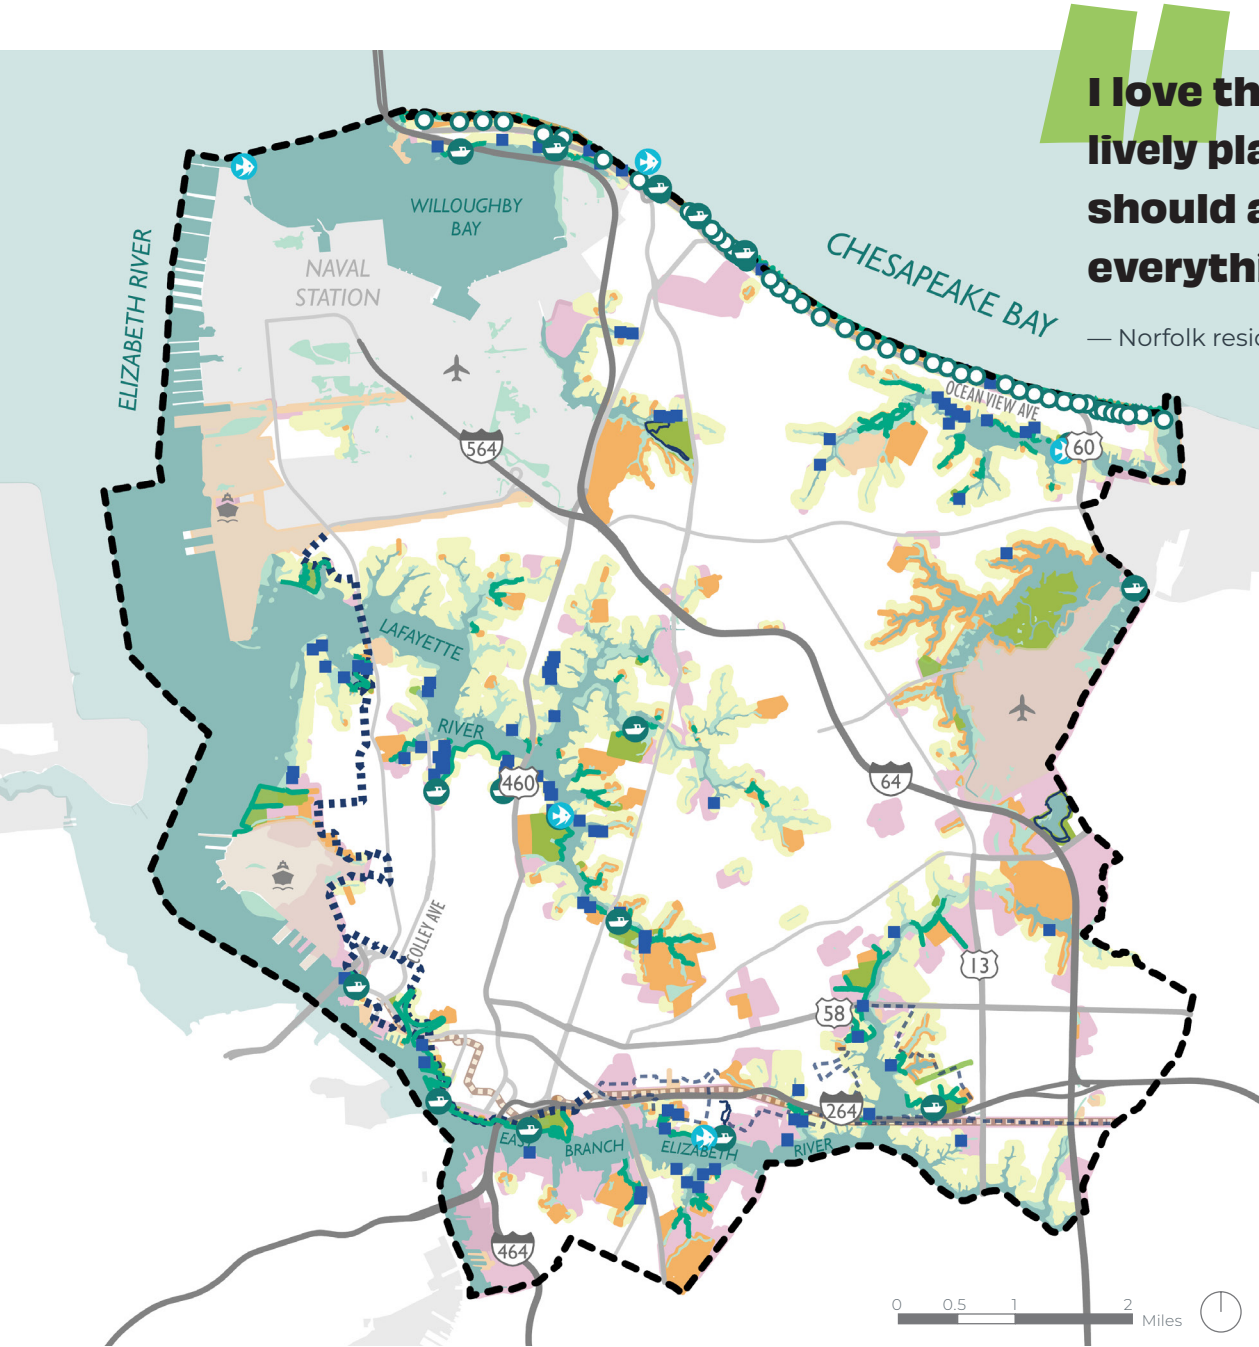 I love th
lively pla
should a
everythi
— Norfolk resid
CHESAPEAKE BAY
WILLOUGHBY
BAY
NAVAL
STATION
ELIZABETH RIVER
OCEAN VIEW AVE
60
564
LAFAYETTE
RIVER
460
64
COLLEY AVE
13
58
264
EAST
BRANCH
ELIZABETH
RIVER
464
0 0.5 1 2
Miles